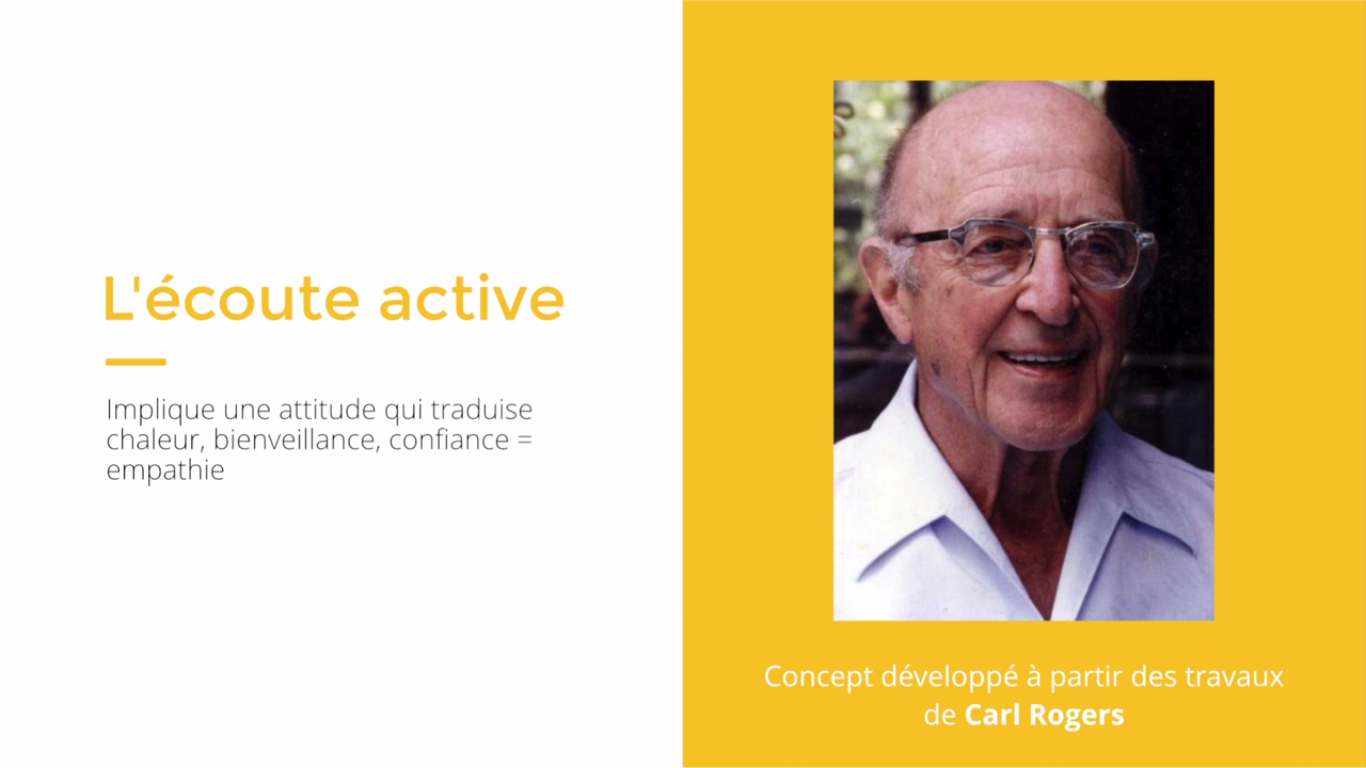 L'écoute active
Implique une attitude qui traduise
chaleur, bienveillance, confiance =
empathie
Concept développé à partir des travaux
de Carl Rogers